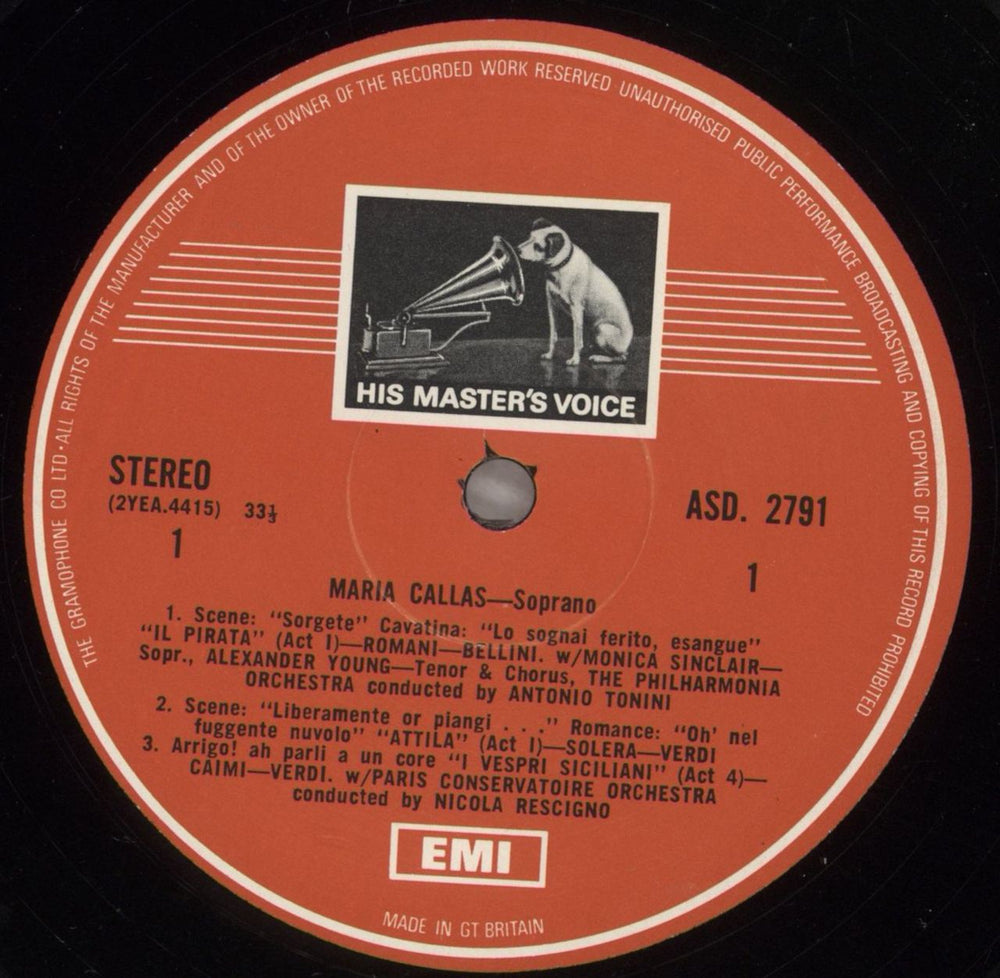 THE GRAMOPHONE CO LTD·ALL RIGHTS OF THE MANUFACTURER AND OF THE OWNER OF THE RECORDED WORK RESERVED UNAUTHORISED PUBLIC PERFORMANCE BROADCASTING AND COPYING OF THIS RECORD PROHIBITED
HIS MASTER'S VOICE
STEREO
(2YEA.4415) 33⅓
1
ASD. 2791
1
MARIA CALLAS—Soprano
1. Scene: "Sorgete" Cavatina: "Lo sognai ferito, esangue"
"IL PIRATA" (Act I)—ROMANI—BELLINI. w/MONICA SINCLAIR—
Sopr., ALEXANDER YOUNG—Tenor & Chorus, THE PHILHARMONIA
ORCHESTRA conducted by ANTONIO TONINI
2. Scene: "Liberamente or piangi . . ." Romance: "Oh' nel
fuggente nuvolo" "ATTILA" (Act I)—SOLERA—VERDI
3. Arrigo! ah parli a un core "I VESPRI SICILIANI" (Act 4)—
CAIMI—VERDI. w/PARIS CONSERVATOIRE ORCHESTRA
conducted by NICOLA RESCIGNO
EMI
MADE IN GT BRITAIN